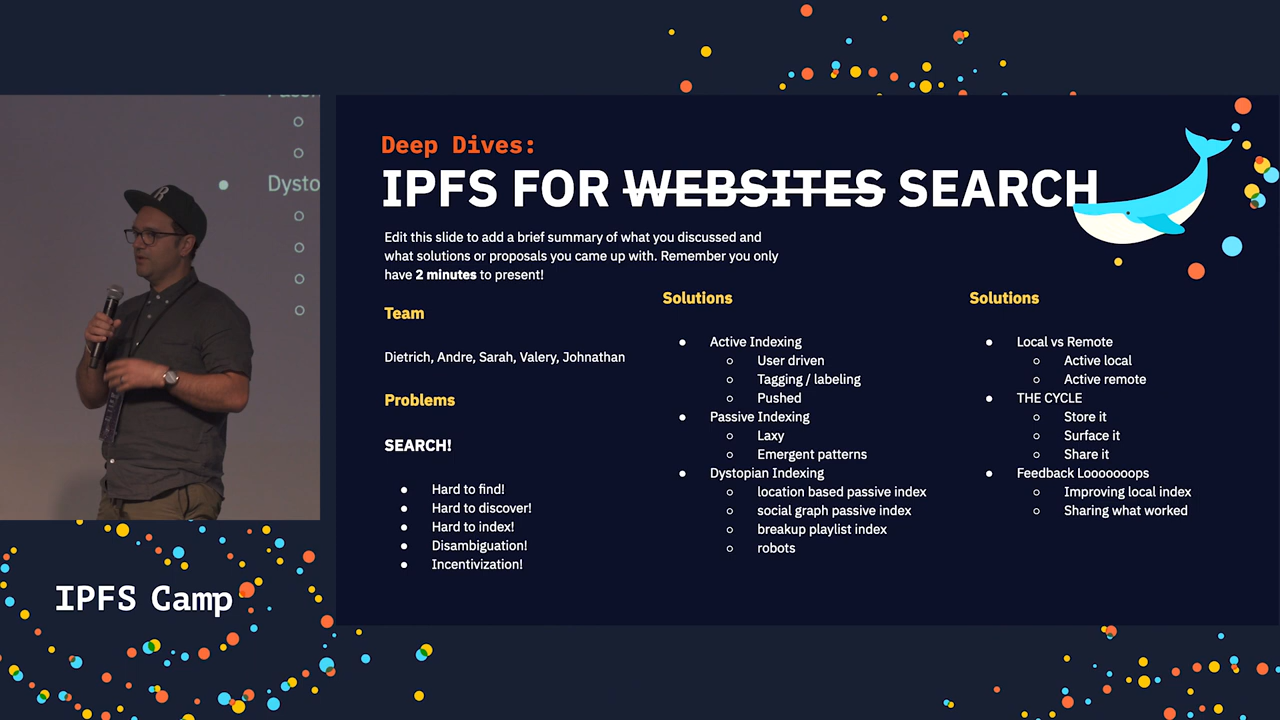 Dysto
R
IPFS Camp
Deep Dives:
IPFS FOR WEBSITES SEARCH
Edit this slide to add a brief summary of what you discussed and
what solutions or proposals you came up with. Remember you only
have 2 minutes to present!
Team
Dietrich, Andre, Sarah, Valery, Johnathan
Problems
SEARCH!
● Hard to find!
● Hard to discover!
● Hard to index!
● Disambiguation!
● Incentivization!
Solutions
● Active Indexing
○ User driven
○ Tagging / labeling
○ Pushed
● Passive Indexing
○ Laxy
○ Emergent patterns
● Dystopian Indexing
○ location based passive index
○ social graph passive index
○ breakup playlist index
○ robots
Solutions
● Local vs Remote
○ Active local
○ Active remote
● THE CYCLE
○ Store it
○ Surface it
○ Share it
● Feedback Looooooops
○ Improving local index
○ Sharing what worked